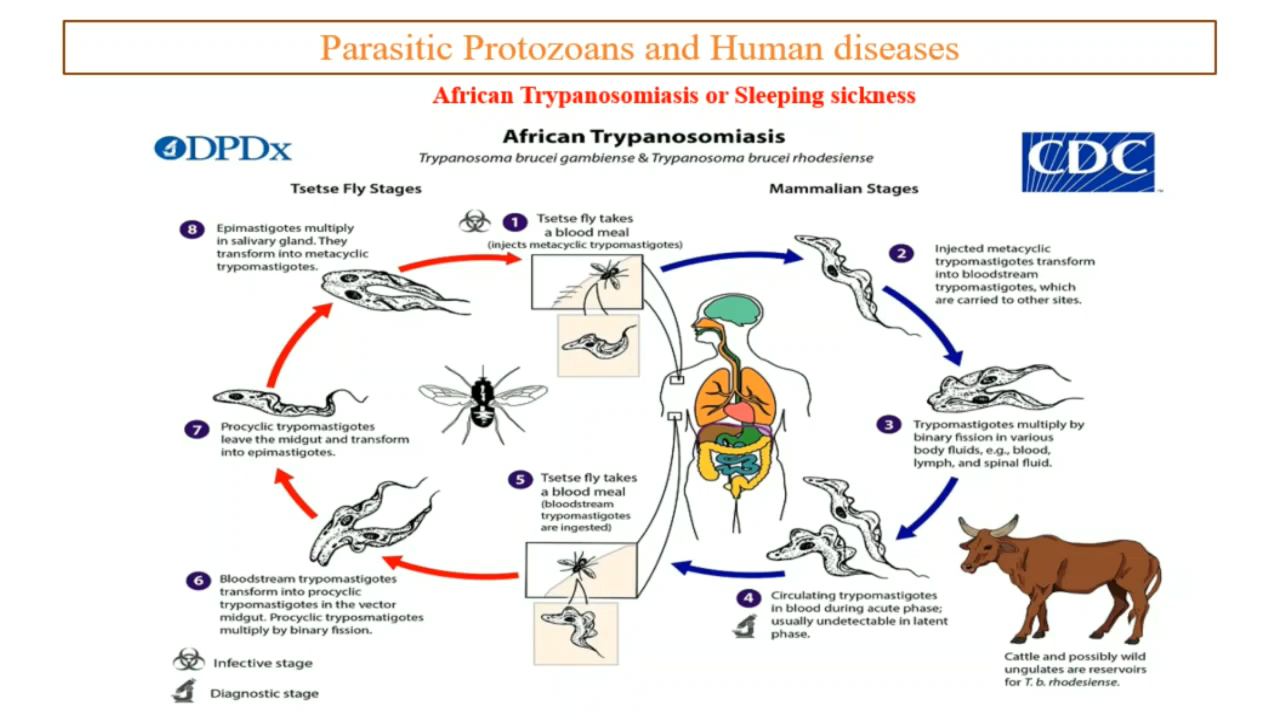 Parasitic Protozoans and Human diseases
African Trypanosomiasis or Sleeping sickness
DPDx
African Trypanosomiasis
Trypanosoma brucei gambiense & Trypanosoma brucei rhodesiense
CDC
Tsetse Fly Stages
Mammalian Stages
1 Tsetse fly takes
a blood meal
(injects metacyclic trypomastigotes)
2 Injected metacyclic
trypomastigotes transform
into bloodstream
trypomastigotes, which
are carried to other sites.
3 Trypomastigotes multiply by
binary fission in various
body fluids, e.g., blood,
lymph, and spinal fluid.
4 Circulating trypomastigotes
in blood during acute phase;
usually undetectable in latent
phase.
5 Tsetse fly takes
a blood meal
(bloodstream
trypomastigotes
are ingested)
6 Bloodstream trypomastigotes
transform into procyclic
trypomastigotes in the vector
midgut. Procyclic tryposmatigotes
multiply by binary fission.
7 Procyclic trypomastigotes
leave the midgut and transform
into epimastigotes.
8 Epimastigotes multiply
in salivary gland. They
transform into metacyclic
trypomastigotes.
Infective stage
Diagnostic stage
Cattle and possibly wild
ungulates are reservoirs
for T. b. rhodesiense.